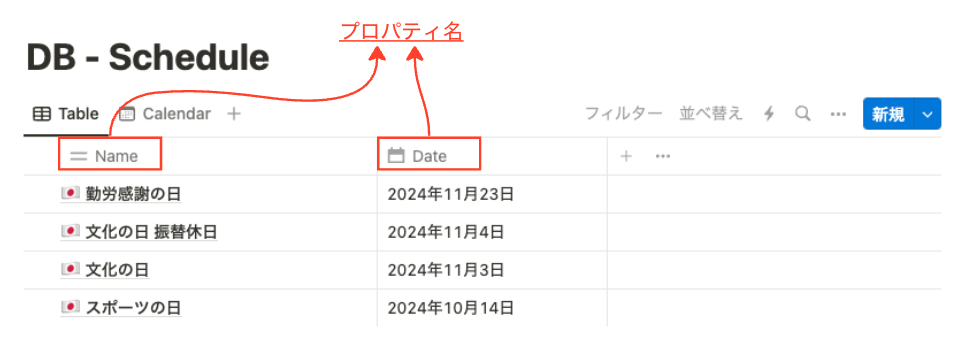 プロパティ名
DB - Schedule
Table Calendar フィルター 並べ替え 新規
Name Date
勤労感謝の日 2024年11月23日
文化の日 振替休日 2024年11月4日
文化の日 2024年11月3日
スポーツの日 2024年10月14日